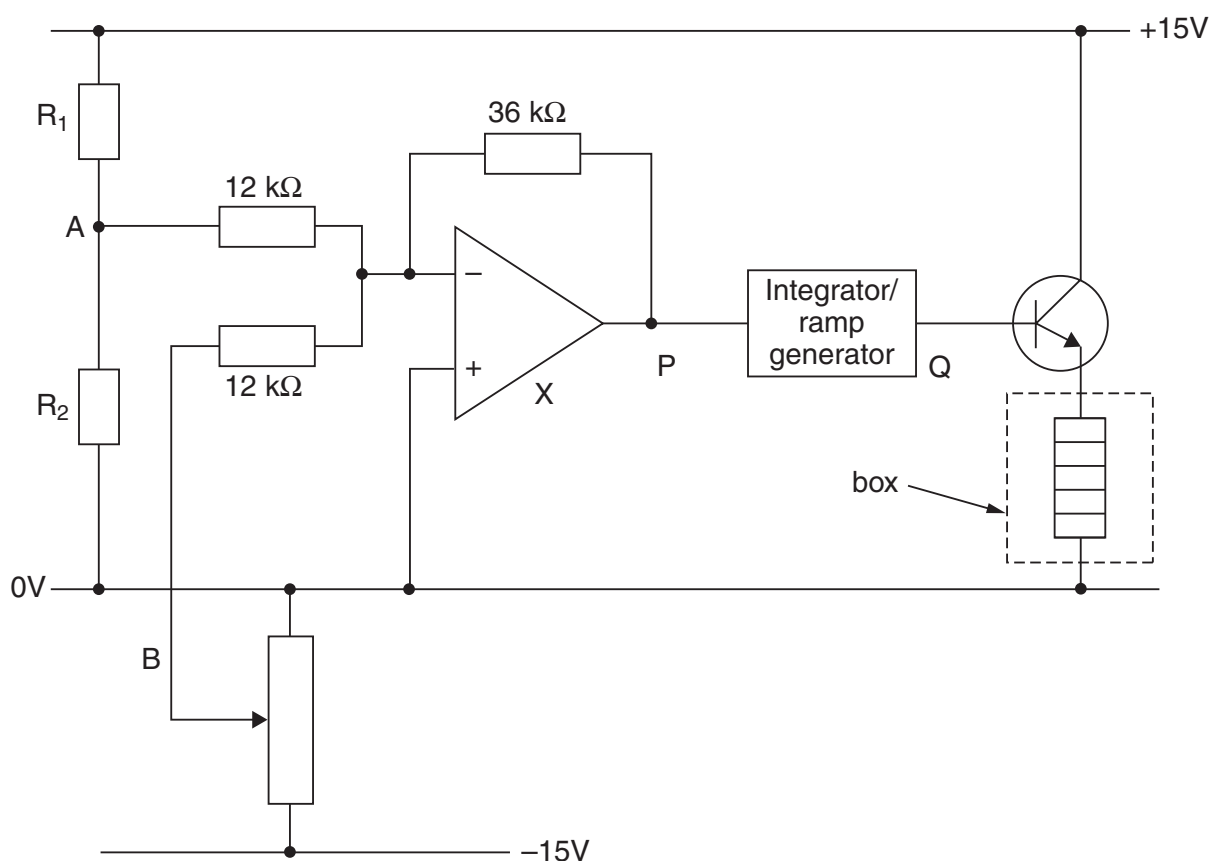 +15V
R₁
36 kΩ
12 kΩ
A
−
Integrator/
ramp
generator
+
X
P
Q
12 kΩ
R₂
box
0V
B
–15V